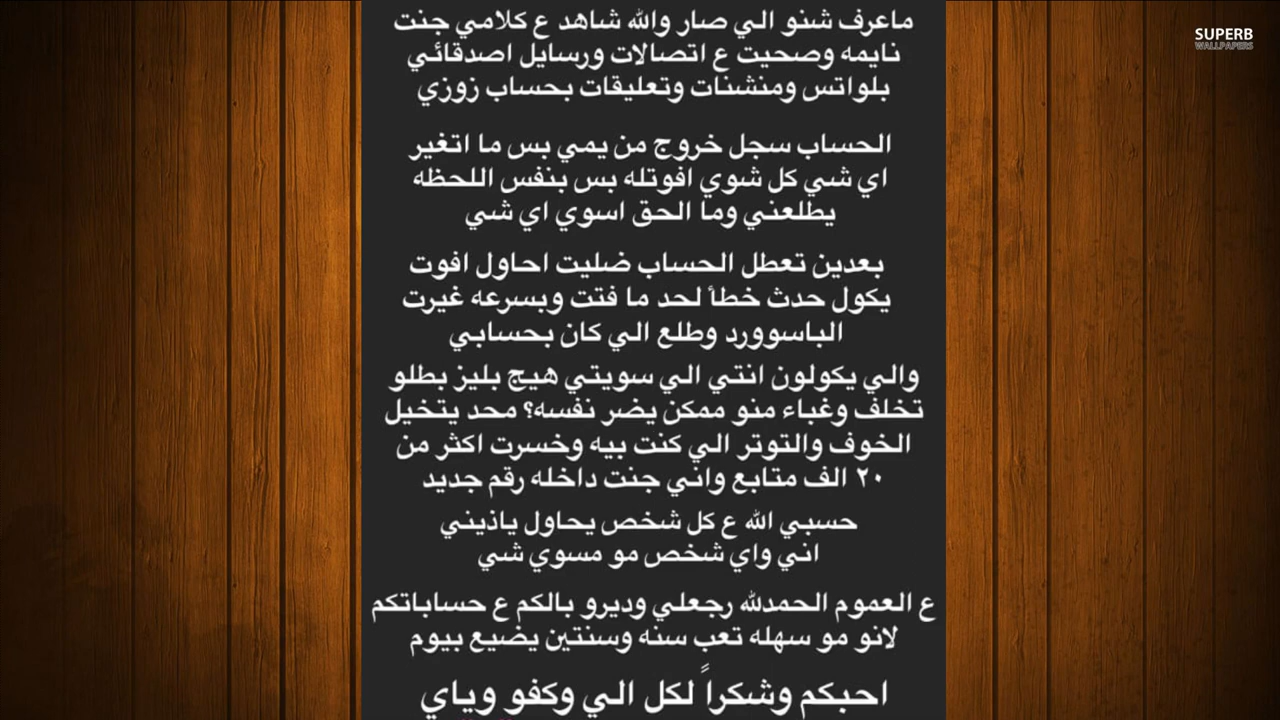 ماعرف شنو الي صار والله شاهد ع كلامي جنت
نايمه وصحيت ع اتصالات ورسايل اصدقائي
بلواتس ومنشنات وتعليقات بحساب زوزي
الحساب سجل خروج من يمي بس ما اتغير
اي شي كل شوي افوتله بس بنفس اللحظه
يطلعني وما الحق اسوي اي شي
بعدين تعطل الحساب ضليت احاول افوت
يكول حدث خطأ لحد ما فتت وبسرعه غيرت
الباسوورد وطلع الي كان بحسابي
والي يكولون انتي الي سويتي هيج بليز بطلو
تخلف وغباء منو ممكن يضر نفسه؟ محد يتخيل
الخوف والتوتر الي كنت بيه وخسرت اكثر من
٢٠ الف متابع واني جنت داخله رقم جديد
حسبي الله ع كل شخص يحاول ياذيني
اني واي شخص مو مسوي شي
ع العموم الحمدلله رجعلي وديرو بالكم ع حساباتكم
لانو مو سهله تعب سنه وسنتين يضيع بيوم
احبكم وشكراً لكل الي وكفو وياي
SUPERB
WALLPAPERS